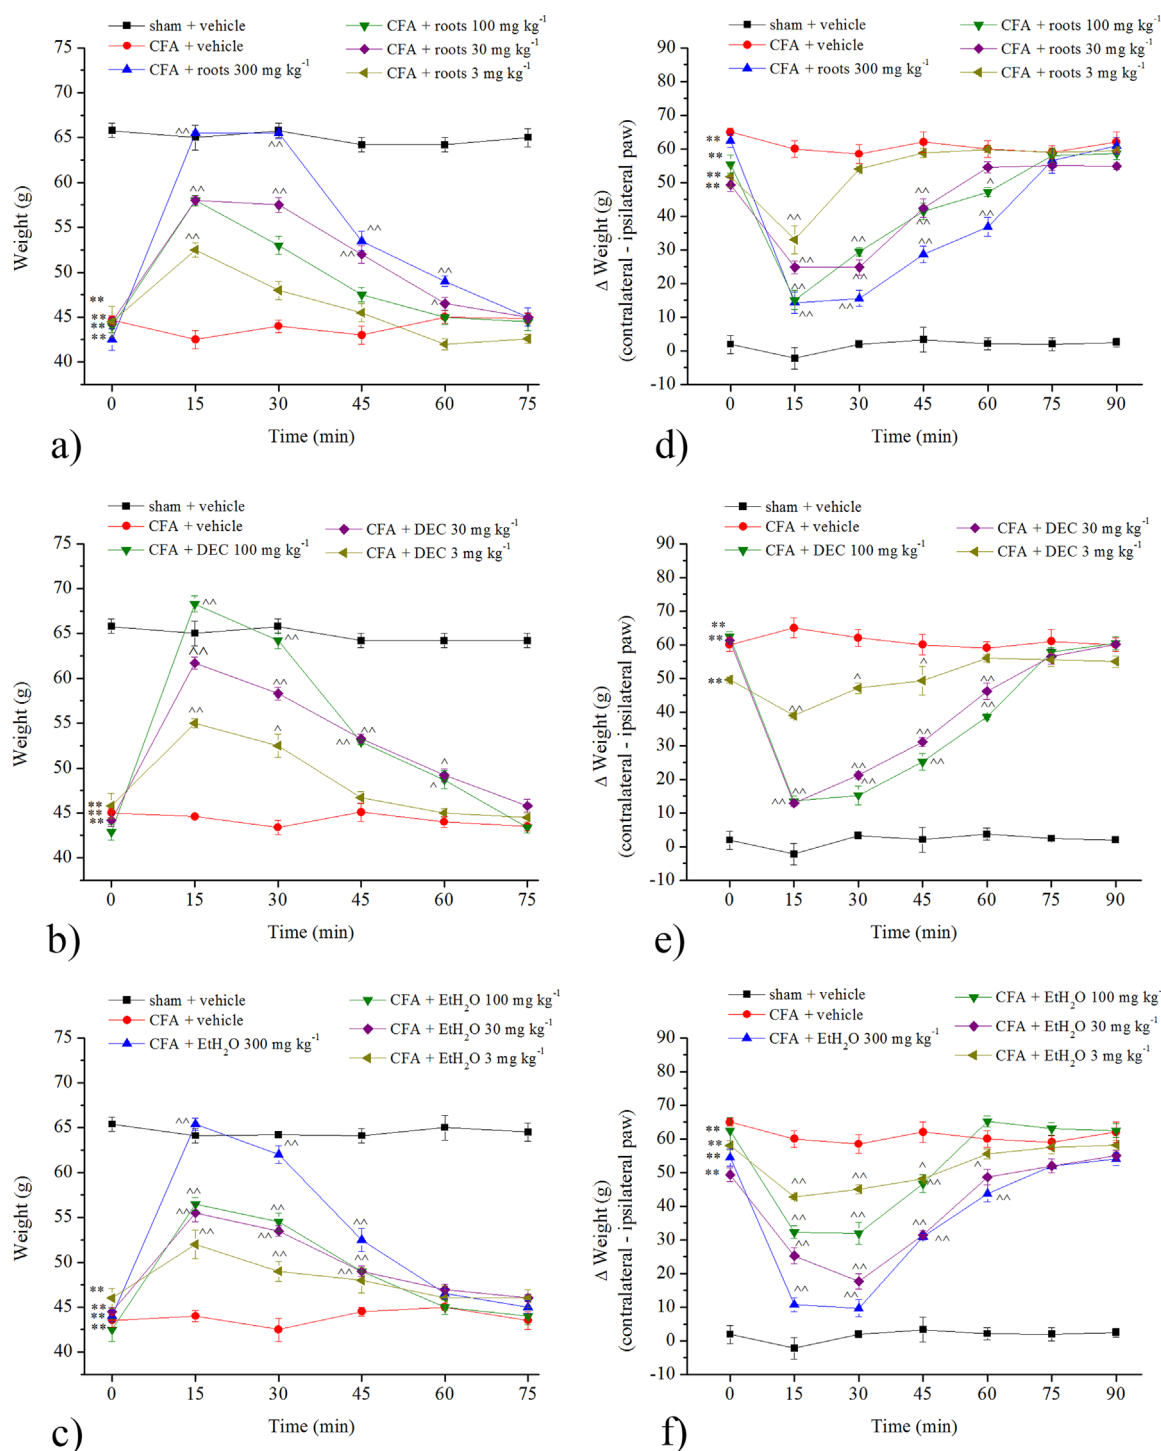 sham + vehicle
CFA + vehicle
CFA + roots 300 mg kg⁻¹
CFA + roots 100 mg kg⁻¹
CFA + roots 30 mg kg⁻¹
CFA + roots 3 mg kg⁻¹
Weight (g)
75
70
65
60
55
50
45
40
^^ ^^ ^^ ^^ ^^ ^^ ^^ ^^ ^
**
**
**
**
0 15 30 45 60 75
Time (min)
a)
sham + vehicle
CFA + vehicle
CFA + roots 300 mg kg⁻¹
CFA + roots 100 mg kg⁻¹
CFA + roots 30 mg kg⁻¹
CFA + roots 3 mg kg⁻¹
Δ Weight (g)
(contralateral - ipsilateral paw)
90
80
70
60
50
40
30
20
10
0
-10
**
**
**
**
^^ ^^ ^^ ^^ ^^ ^^ ^^ ^^ ^^ ^^ ^ ^^
0 15 30 45 60 75 90
Time (min)
d)
sham + vehicle
CFA + vehicle
CFA + DEC 100 mg kg⁻¹
CFA + DEC 30 mg kg⁻¹
CFA + DEC 3 mg kg⁻¹
Weight (g)
75
70
65
60
55
50
45
40
^^ ^^ ^^ ^^ ^^ ^ ^^ ^^ ^ ^
**
**
**
0 15 30 45 60 75
Time (min)
b)
sham + vehicle
CFA + vehicle
CFA + DEC 100 mg kg⁻¹
CFA + DEC 30 mg kg⁻¹
CFA + DEC 3 mg kg⁻¹
Δ Weight (g)
(contralateral - ipsilateral paw)
90
80
70
60
50
40
30
20
10
0
-10
**
**
**
^^ ^^ ^^ ^ ^^ ^^ ^ ^^ ^^ ^^ ^^
0 15 30 45 60 75 90
Time (min)
e)
sham + vehicle
CFA + vehicle
CFA + EtH₂O 300 mg kg⁻¹
CFA + EtH₂O 100 mg kg⁻¹
CFA + EtH₂O 30 mg kg⁻¹
CFA + EtH₂O 3 mg kg⁻¹
Weight (g)
75
70
65
60
55
50
45
40
^^ ^^ ^^ ^^ ^^ ^^ ^^ ^^ ^^ ^^ ^^
**
**
**
**
0 15 30 45 60 75
Time (min)
c)
sham + vehicle
CFA + vehicle
CFA + EtH₂O 300 mg kg⁻¹
CFA + EtH₂O 100 mg kg⁻¹
CFA + EtH₂O 30 mg kg⁻¹
CFA + EtH₂O 3 mg kg⁻¹
Δ Weight (g)
(contralateral - ipsilateral paw)
90
80
70
60
50
40
30
20
10
0
-10
**
**
**
**
^^ ^^ ^^ ^^ ^^ ^^ ^^ ^^ ^ ^^ ^^ ^^ ^ ^^
0 15 30 45 60 75 90
Time (min)
f)